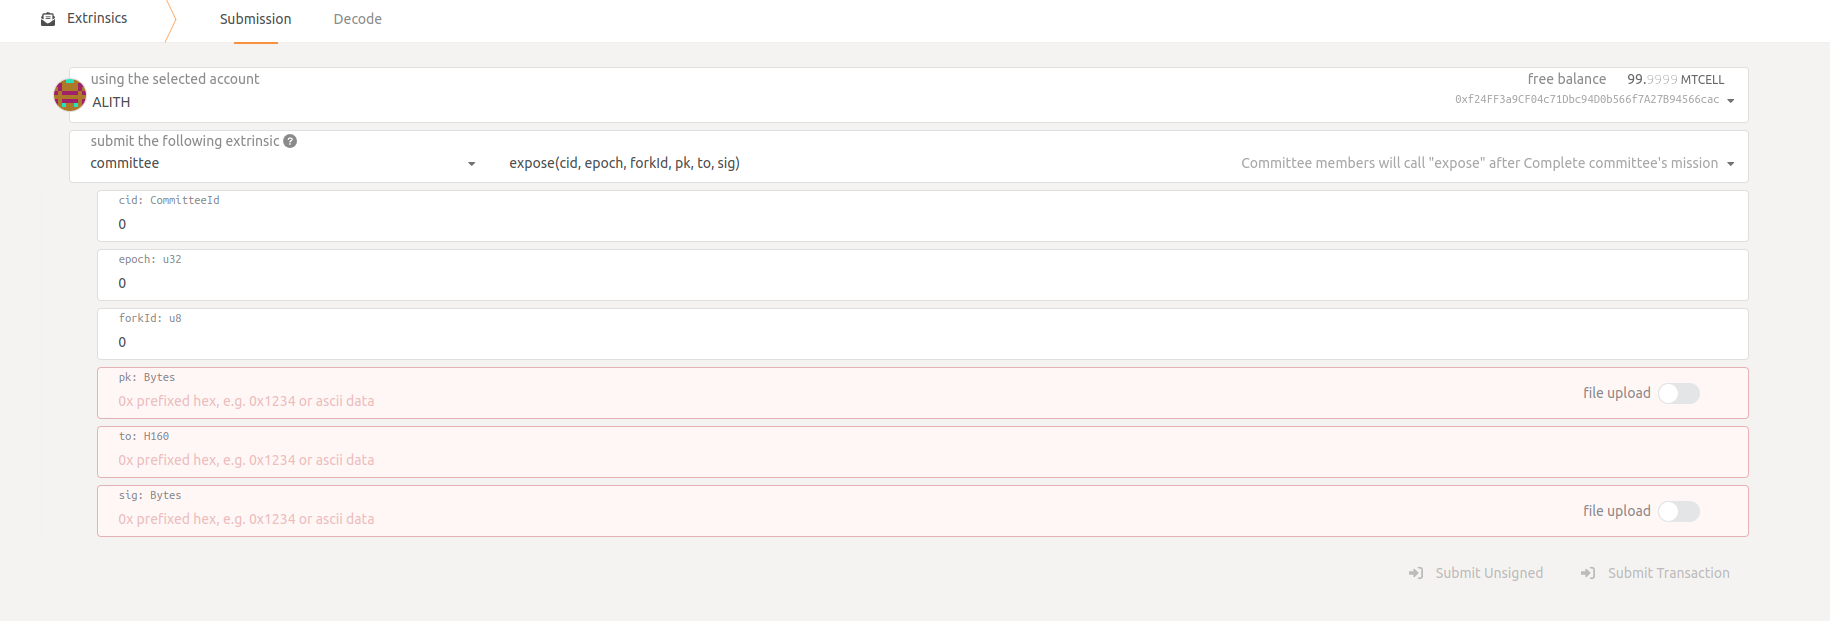 Extrinsics
Submission
Decode
using the selected account
ALITH
free balance 99.9999 MTCELL
0xf24FF3a9CF04c71Dbc94D0b566f7A27B94566cac
submit the following extrinsic ?
committee
expose(cid, epoch, forkId, pk, to, sig)
Committee members will call "expose" after Complete committee's mission
cid: CommitteeId
0
epoch: u32
0
forkId: u8
0
pk: Bytes
0x prefixed hex, e.g. 0x1234 or ascii data
file upload
to: H160
0x prefixed hex, e.g. 0x1234 or ascii data
sig: Bytes
0x prefixed hex, e.g. 0x1234 or ascii data
file upload
Submit Unsigned
Submit Transaction